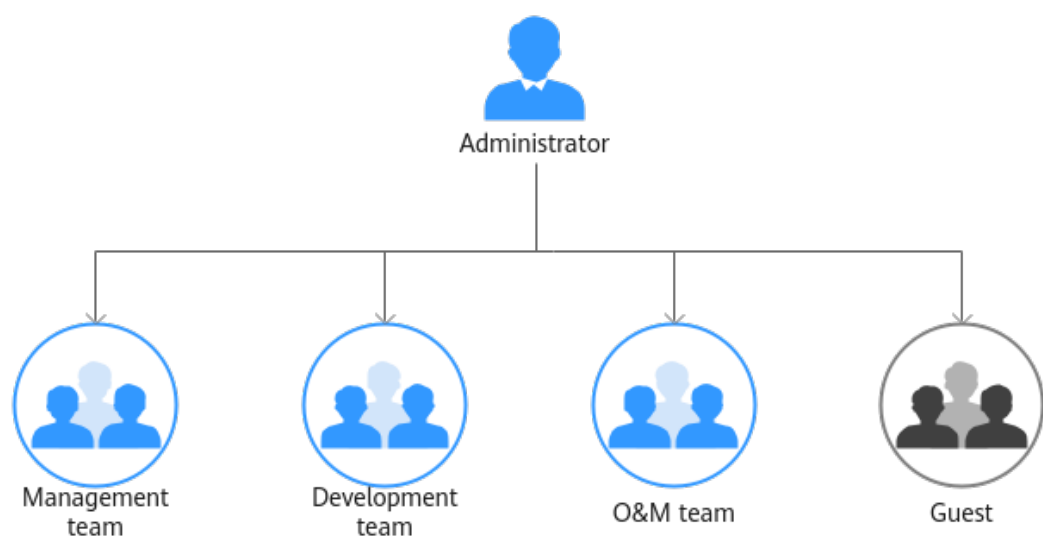 Administrator
Management
team
Development
team
O&M team
Guest